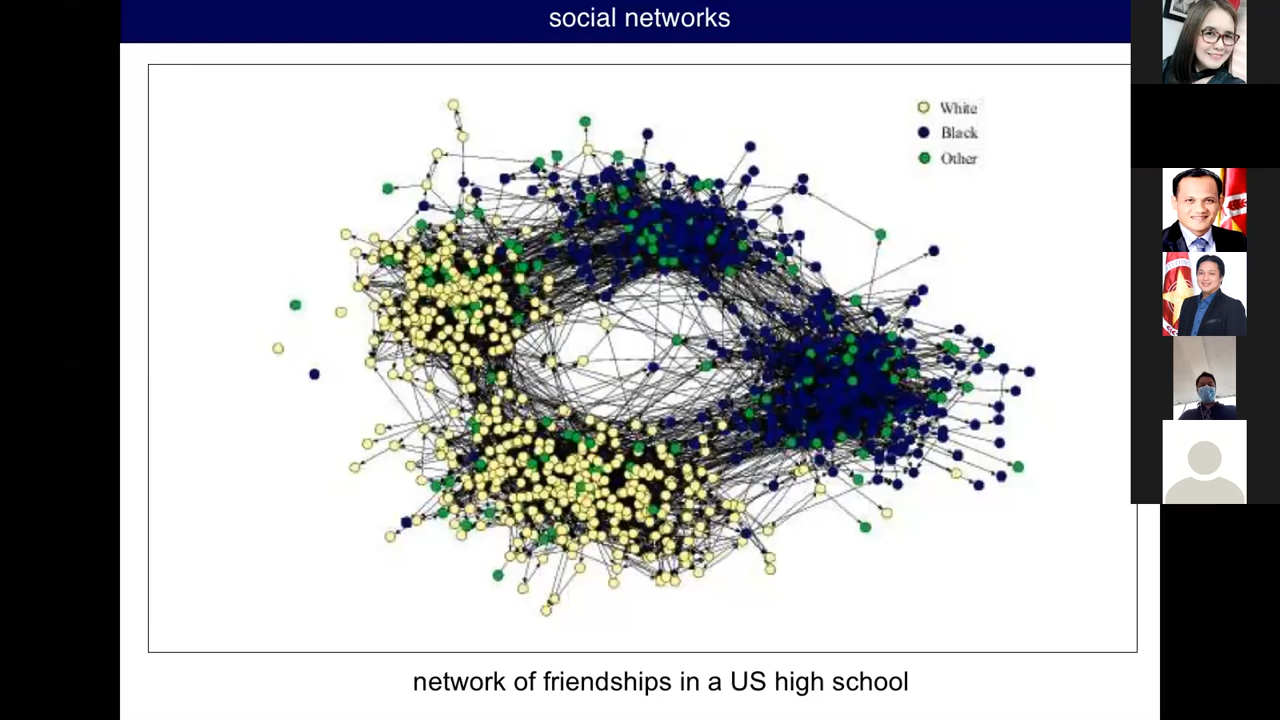 social networks
White
Black
Other
network of friendships in a US high school